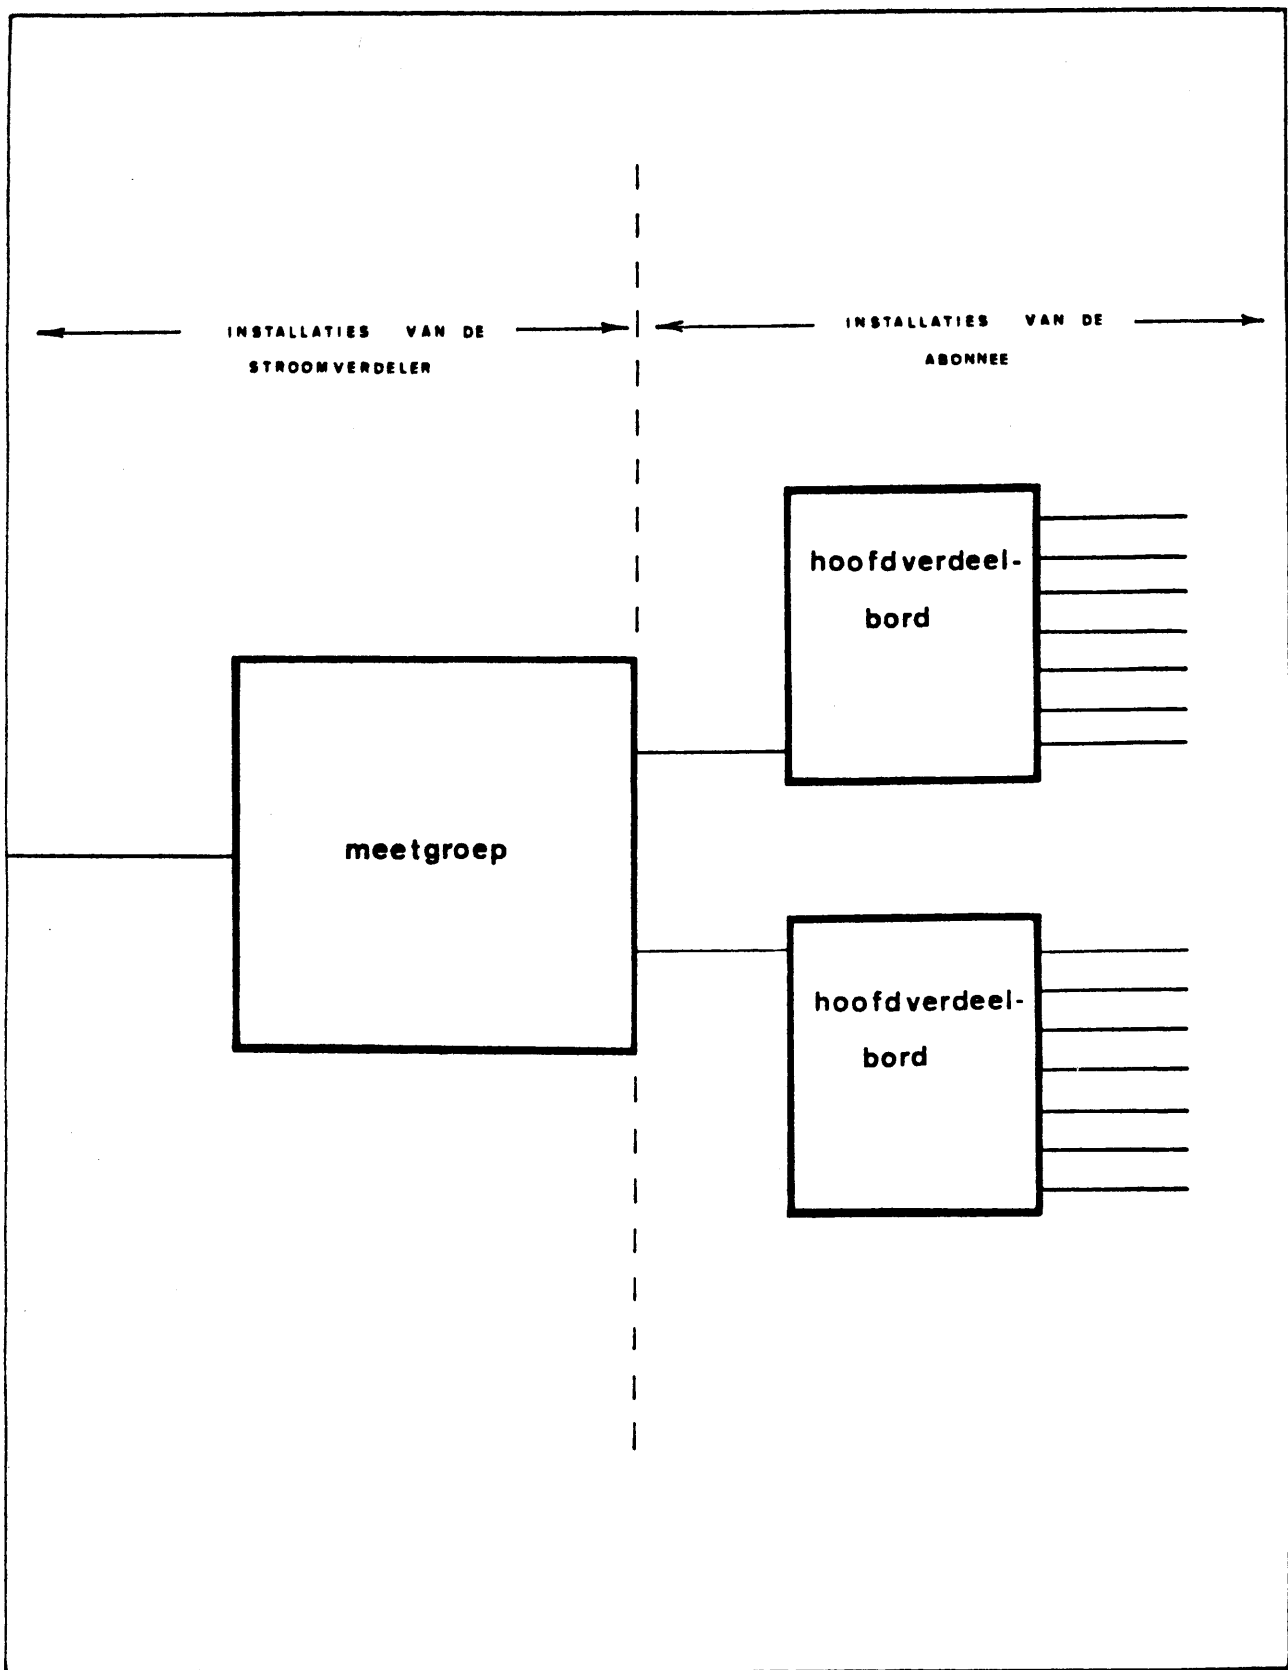 INSTALLATIES VAN DE
STROOMVERDELER
INSTALLATIES VAN DE
ABONNEE
hoofdverdeel-
bord
meetgroep
hoofdverdeel-
bord